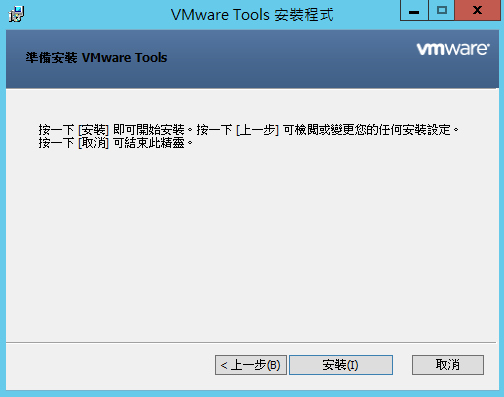 VMware Tools 安裝程式
準備安裝 VMware Tools
vmware®
按一下 [安裝] 即可開始安裝。按一下 [上一步] 可檢閱或變更您的任何安裝設定。
按一下 [取消] 可結束此精靈。
< 上一步(B)
安裝(I)
取消